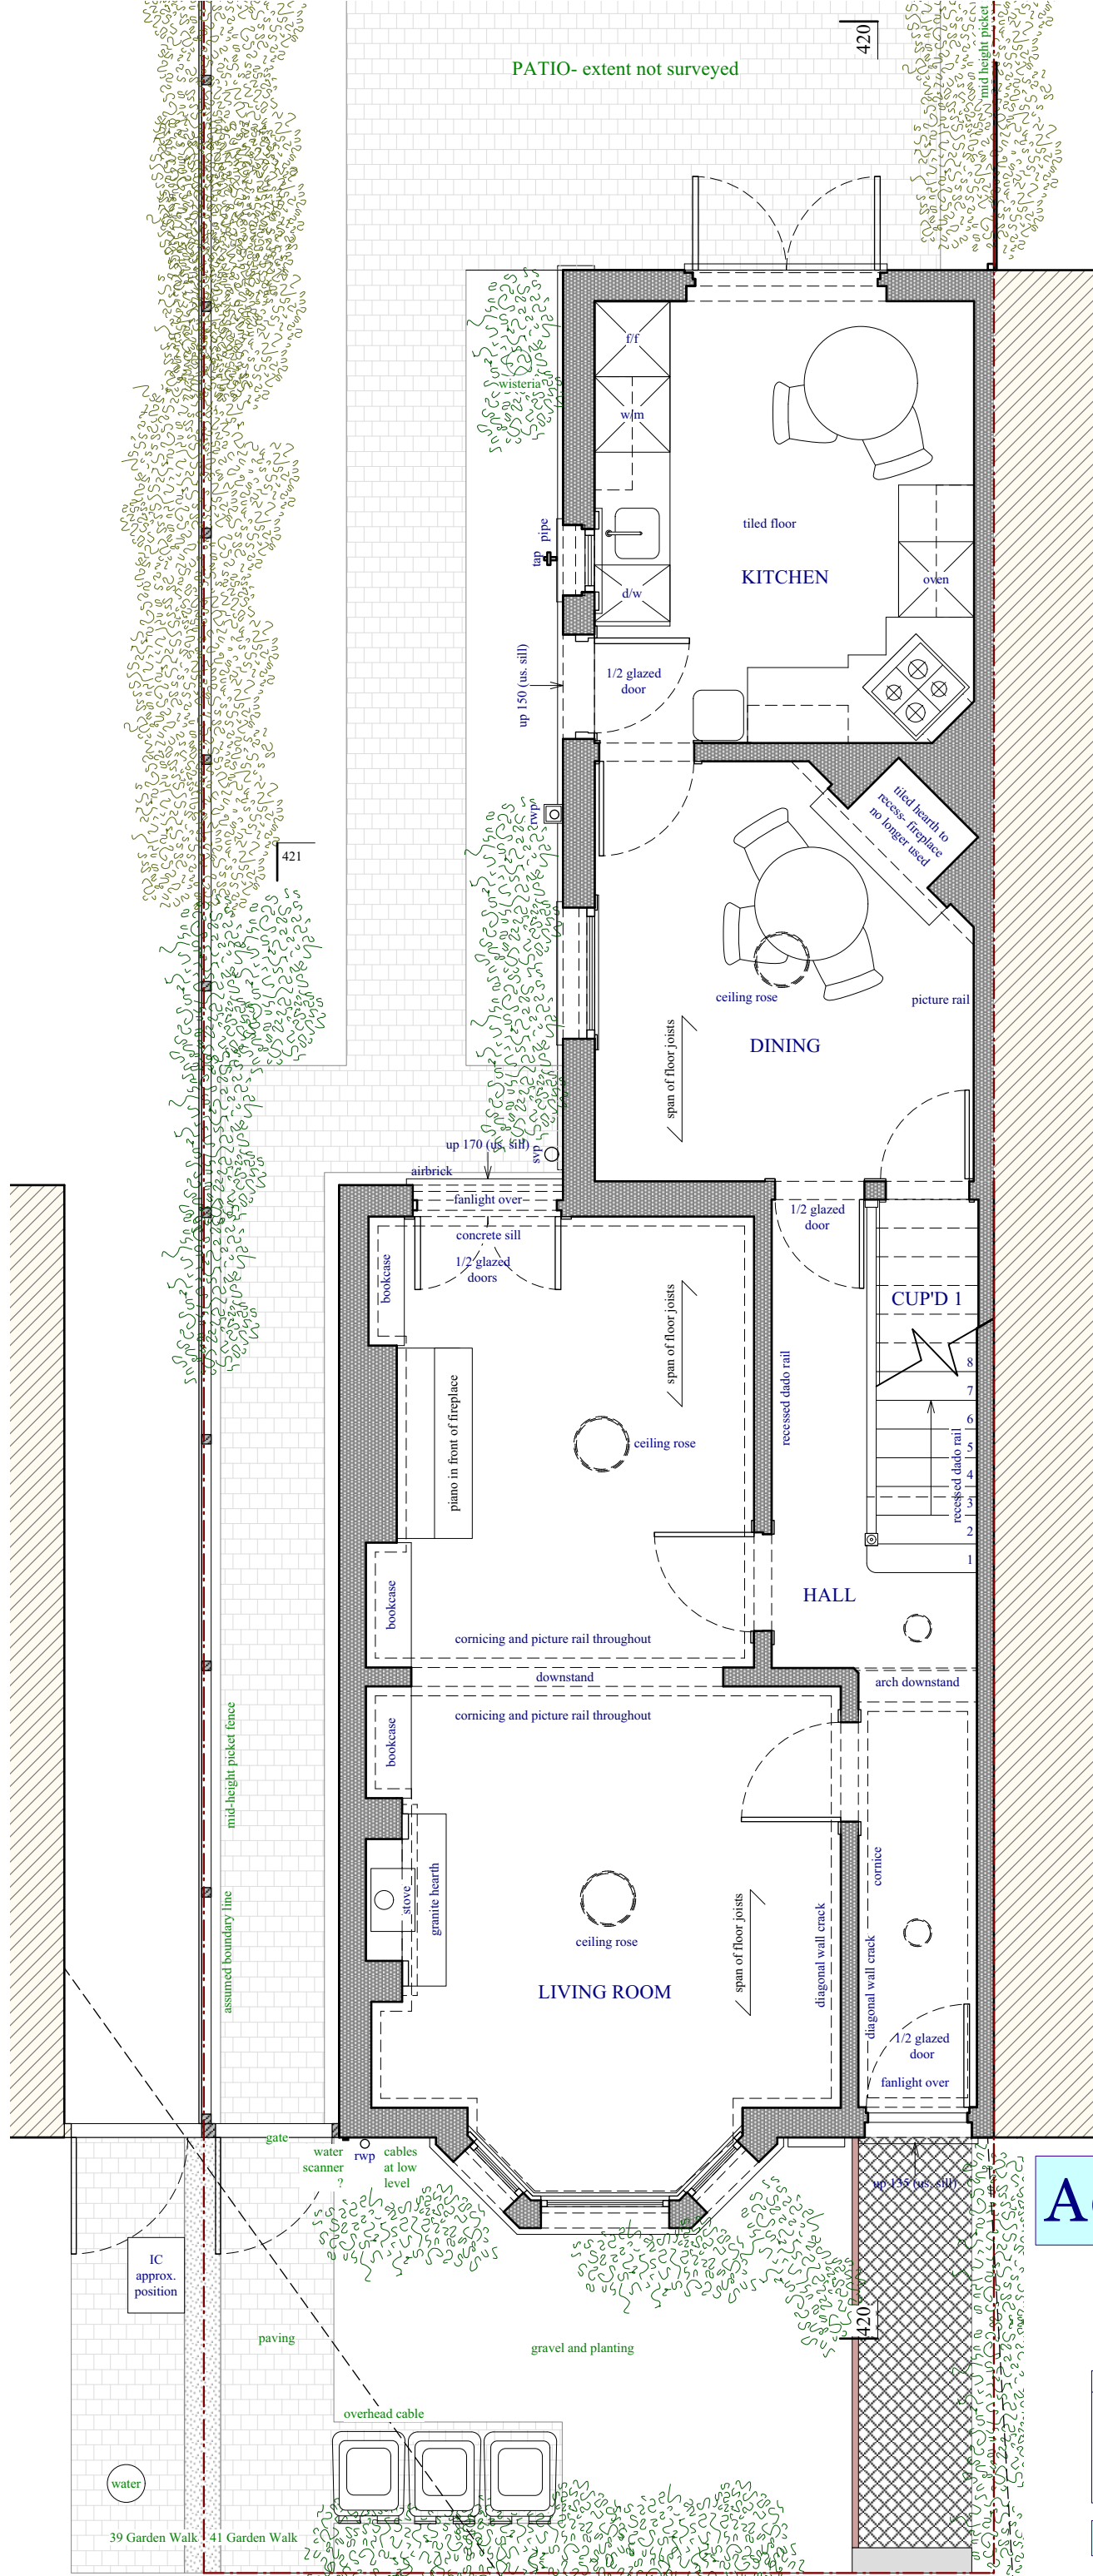 mid height picket
420
PATIO- extent not surveyed
f/f
wisteria
w/m
tiled floor
pipe
tap
KITCHEN
oven
d/w
1/2 glazed
door
up 150 (us. sill)
tiled hearth to
recess- fireplace
no longer used
rwp
421
ceiling rose
picture rail
DINING
span of floor joists
up 170 (us. sill)
svp
airbrick
fanlight over
concrete sill
1/2 glazed
doors
1/2 glazed
door
bookcase
CUP'D 1
span of floor joists
recessed dado rail
8
7
6
5
4
3
2
1
recessed dado rail
piano in front of fireplace
ceiling rose
HALL
bookcase
cornicing and picture rail throughout
downstand
arch downstand
cornicing and picture rail throughout
bookcase
mid-height picket fence
cornice
stove
granite hearth
assumed boundary line
ceiling rose
span of floor joists
diagonal wall crack
diagonal wall crack
LIVING ROOM
1/2 glazed
door
fanlight over
gate
water
scanner
?
rwp
cables
at low
level
up 135 (us. sill)
A
IC
approx.
position
420
paving
gravel and planting
overhead cable
water
39 Garden Walk
41 Garden Walk